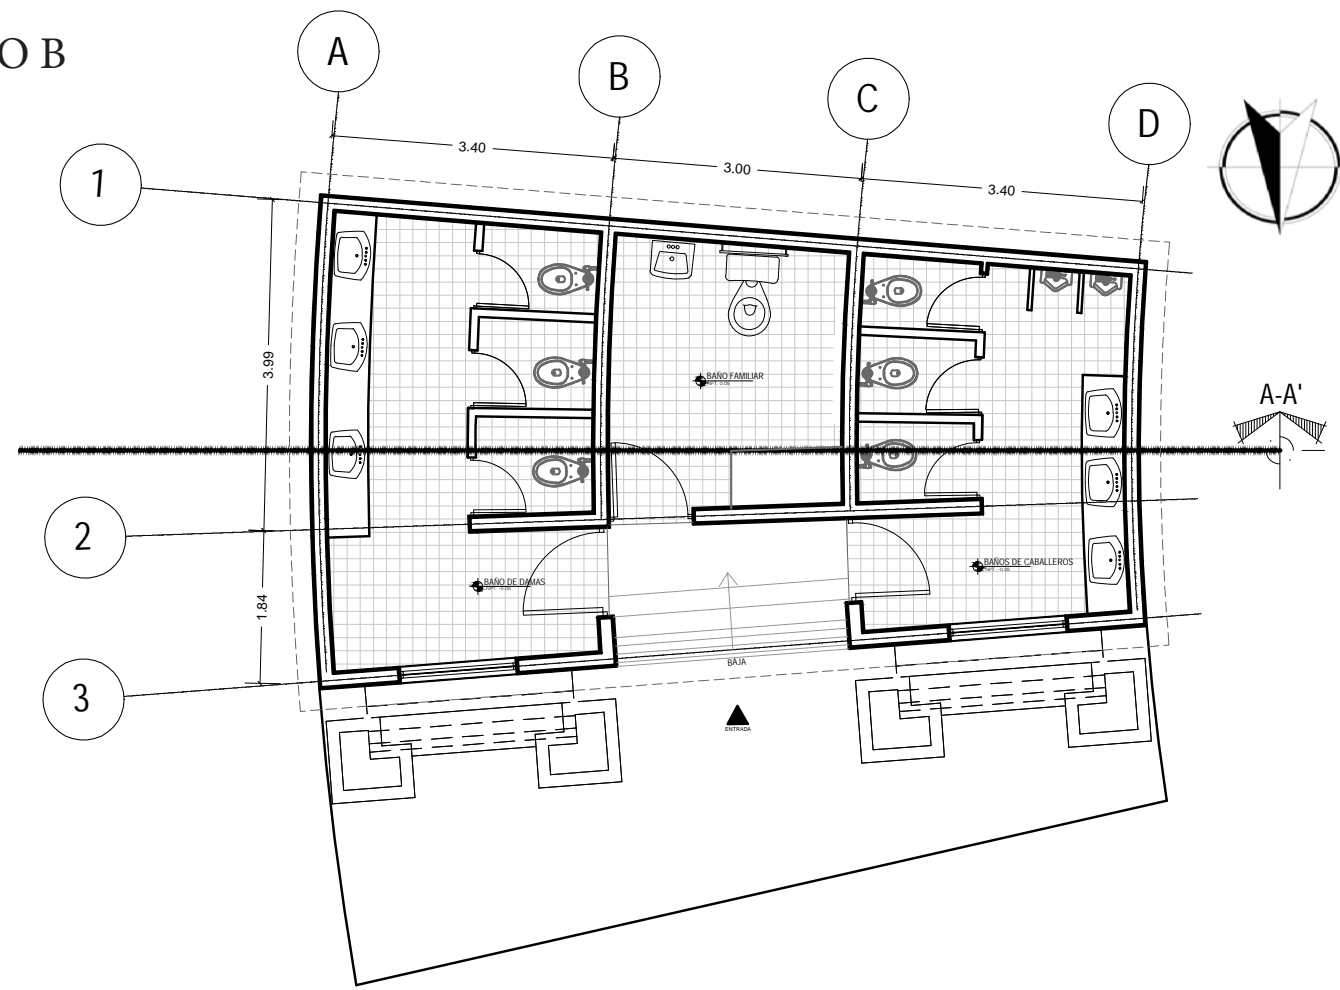 O B
A
B
C
D
1
3.40
3.00
3.40
3.99
A-A'
BAÑO FAMILIAR
2
BAÑO DE DAMAS
BAÑOS DE CABALLEROS
1.84
BAJA
3
ENTRADA